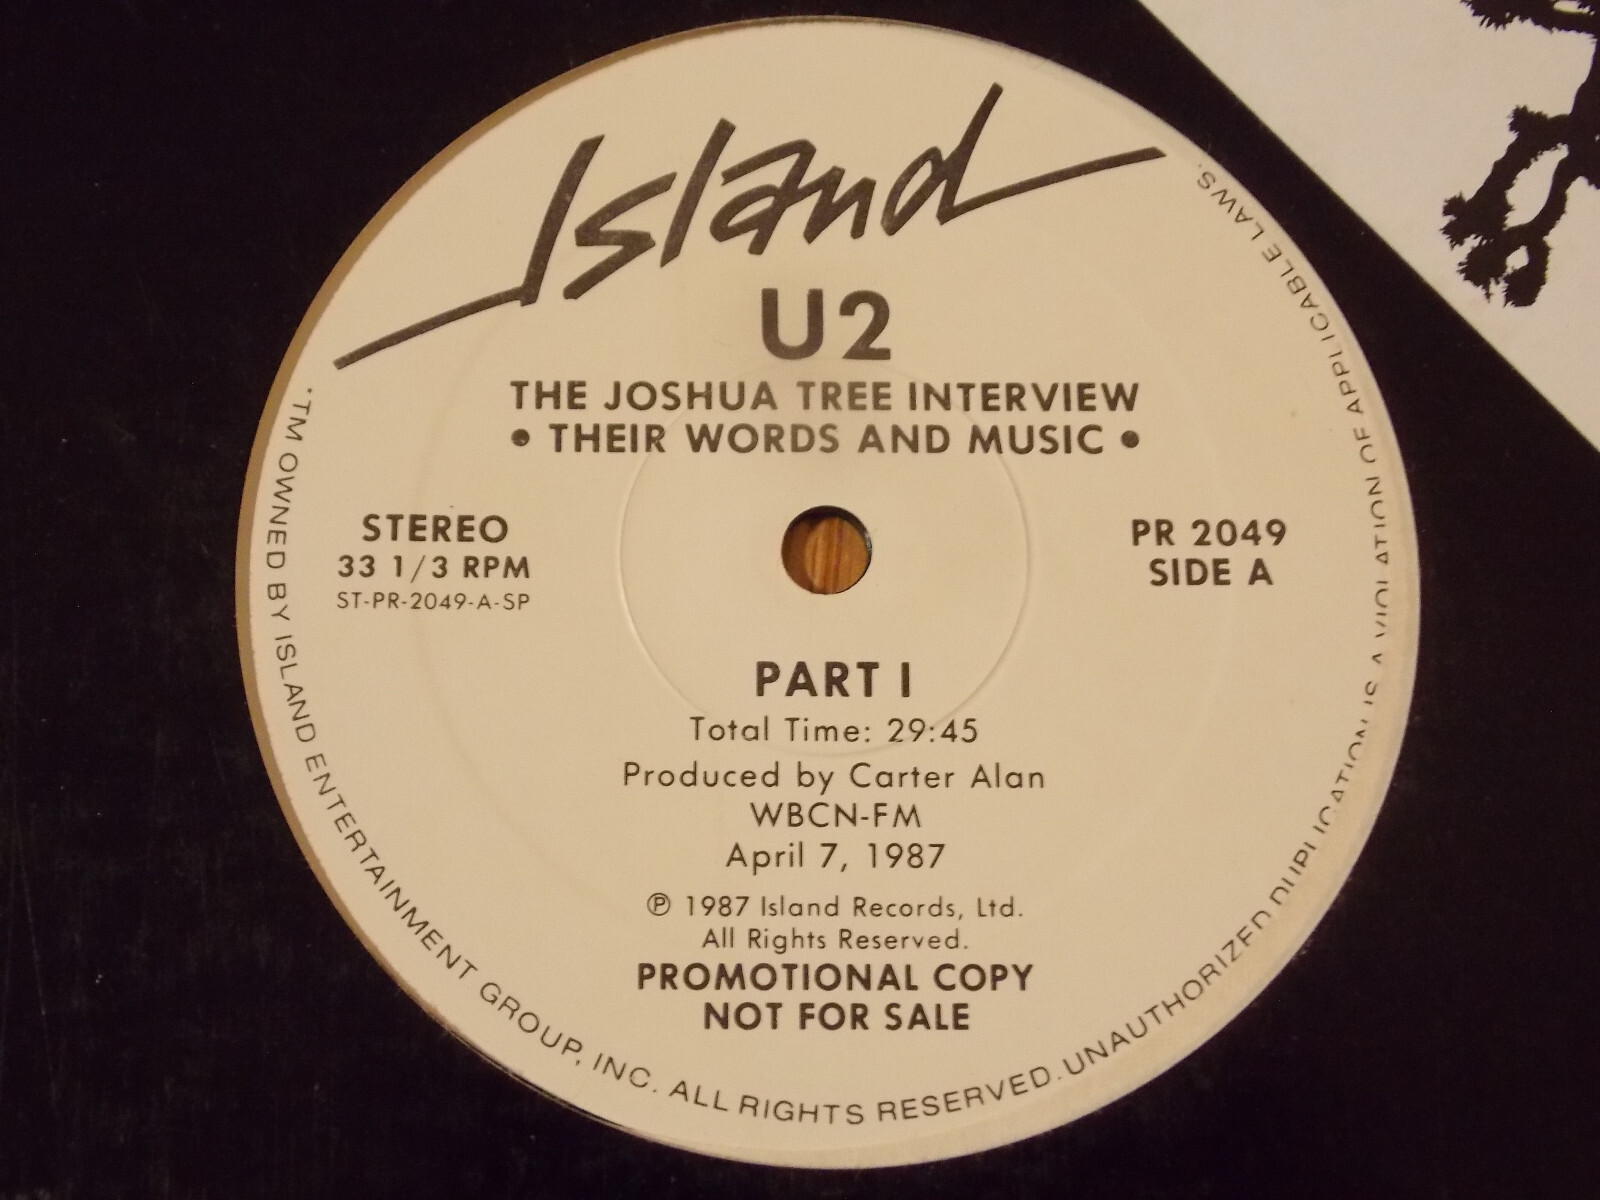 Island
U2
THE JOSHUA TREE INTERVIEW
• THEIR WORDS AND MUSIC •
STEREO
33 1/3 RPM
ST-PR-2049-A-SP
PR 2049
SIDE A
PART I
Total Time: 29:45
Produced by Carter Alan
WBCN-FM
April 7, 1987
℗ 1987 Island Records, Ltd.
All Rights Reserved.
PROMOTIONAL COPY
NOT FOR SALE
"TM OWNED BY ISLAND ENTERTAINMENT GROUP, INC. ALL RIGHTS RESERVED. UNAUTHORIZED DUPLICATION IS A VIOLATION OF APPLICABLE LAWS.